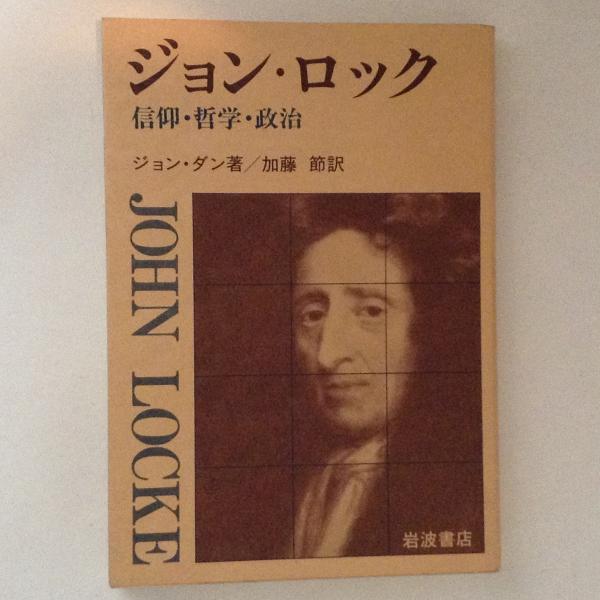 ジョン・ロック
信仰・哲学・政治
ジョン・ダン著／加藤 節訳
JOHN LOCKE
岩波書店